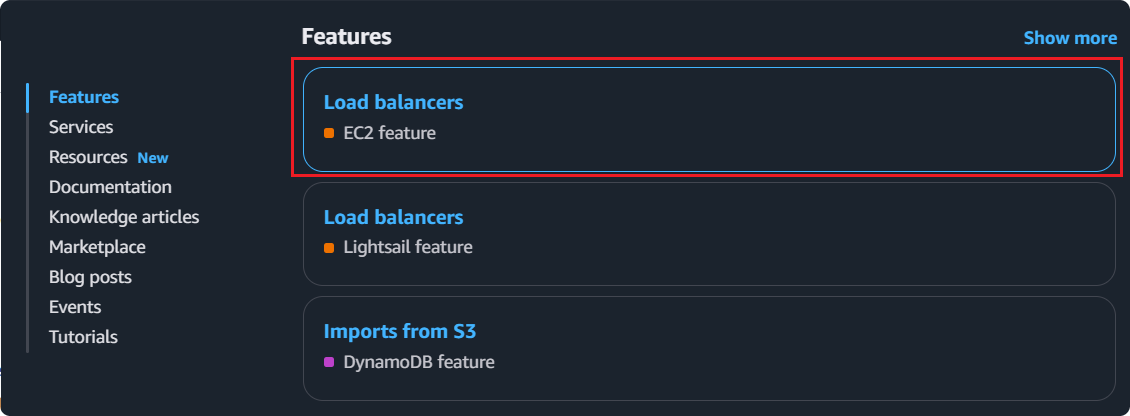 Features
Services
Resources New
Documentation
Knowledge articles
Marketplace
Blog posts
Events
Tutorials
Features
Show more
Load balancers
EC2 feature
Load balancers
Lightsail feature
Imports from S3
DynamoDB feature